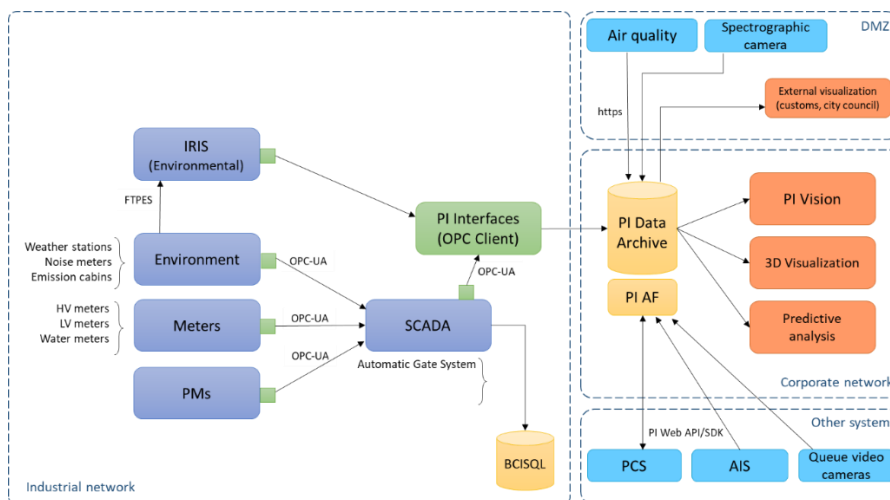 Air quality
Spectrographic
camera
DMZ
https
External visualization
(customs, city council)
IRIS
(Environmental)
FTPES
PI Interfaces
(OPC Client)
PI Data
Archive
PI Vision
Weather stations
Noise meters
Emission cabins
Environment
OPC-UA
OPC-UA
3D Visualization
PI AF
HV meters
LV meters
Water meters
Meters
OPC-UA
SCADA
Predictive
analysis
OPC-UA
Automatic Gate System
PMs
Corporate network
Other system
PI Web API/SDK
BCISQL
PCS
AIS
Queue video
cameras
Industrial network